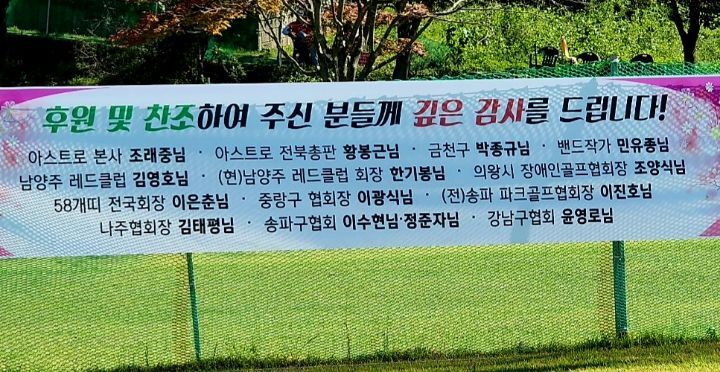 후원 및 찬조하여 주신 분들께 깊은 감사를 드립니다!
아스트로 본사 조래중님 · 아스트로 전북총판 황봉근님 · 금천구 박종규님 · 밴드작가 민유종님
남양주 레드클럽 김영호님 · (현)남양주 레드클럽 회장 한기봉님 · 의왕시 장애인골프협회장 조양식님
58개띠 전국회장 이은춘님 · 중랑구 협회장 이광식님 · (전)송파 파크골프협회장 이진호님
나주협회장 김태평님 · 송파구협회 이수현님·정준자님 · 강남구협회 윤영로님